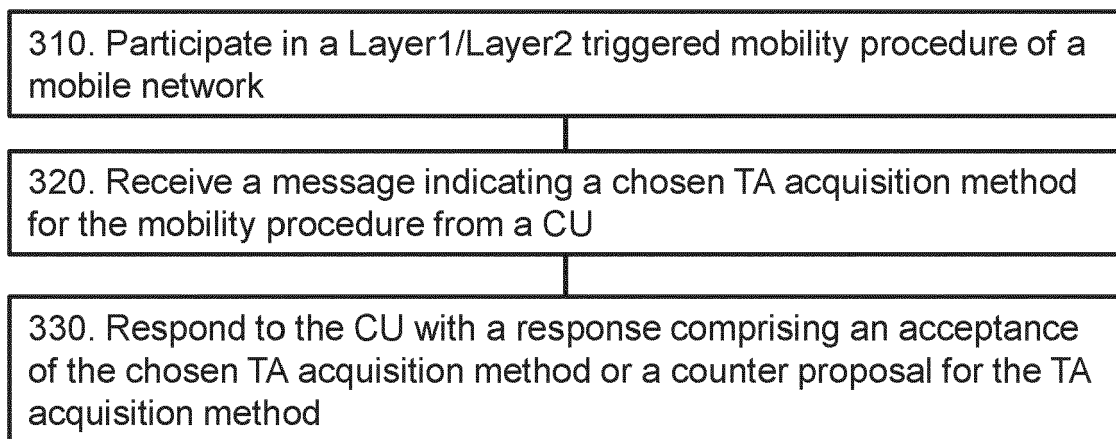 310. Participate in a Layer1/Layer2 triggered mobility procedure of a
mobile network
320. Receive a message indicating a chosen TA acquisition method
for the mobility procedure from a CU
330. Respond to the CU with a response comprising an acceptance
of the chosen TA acquisition method or a counter proposal for the TA
acquisition method